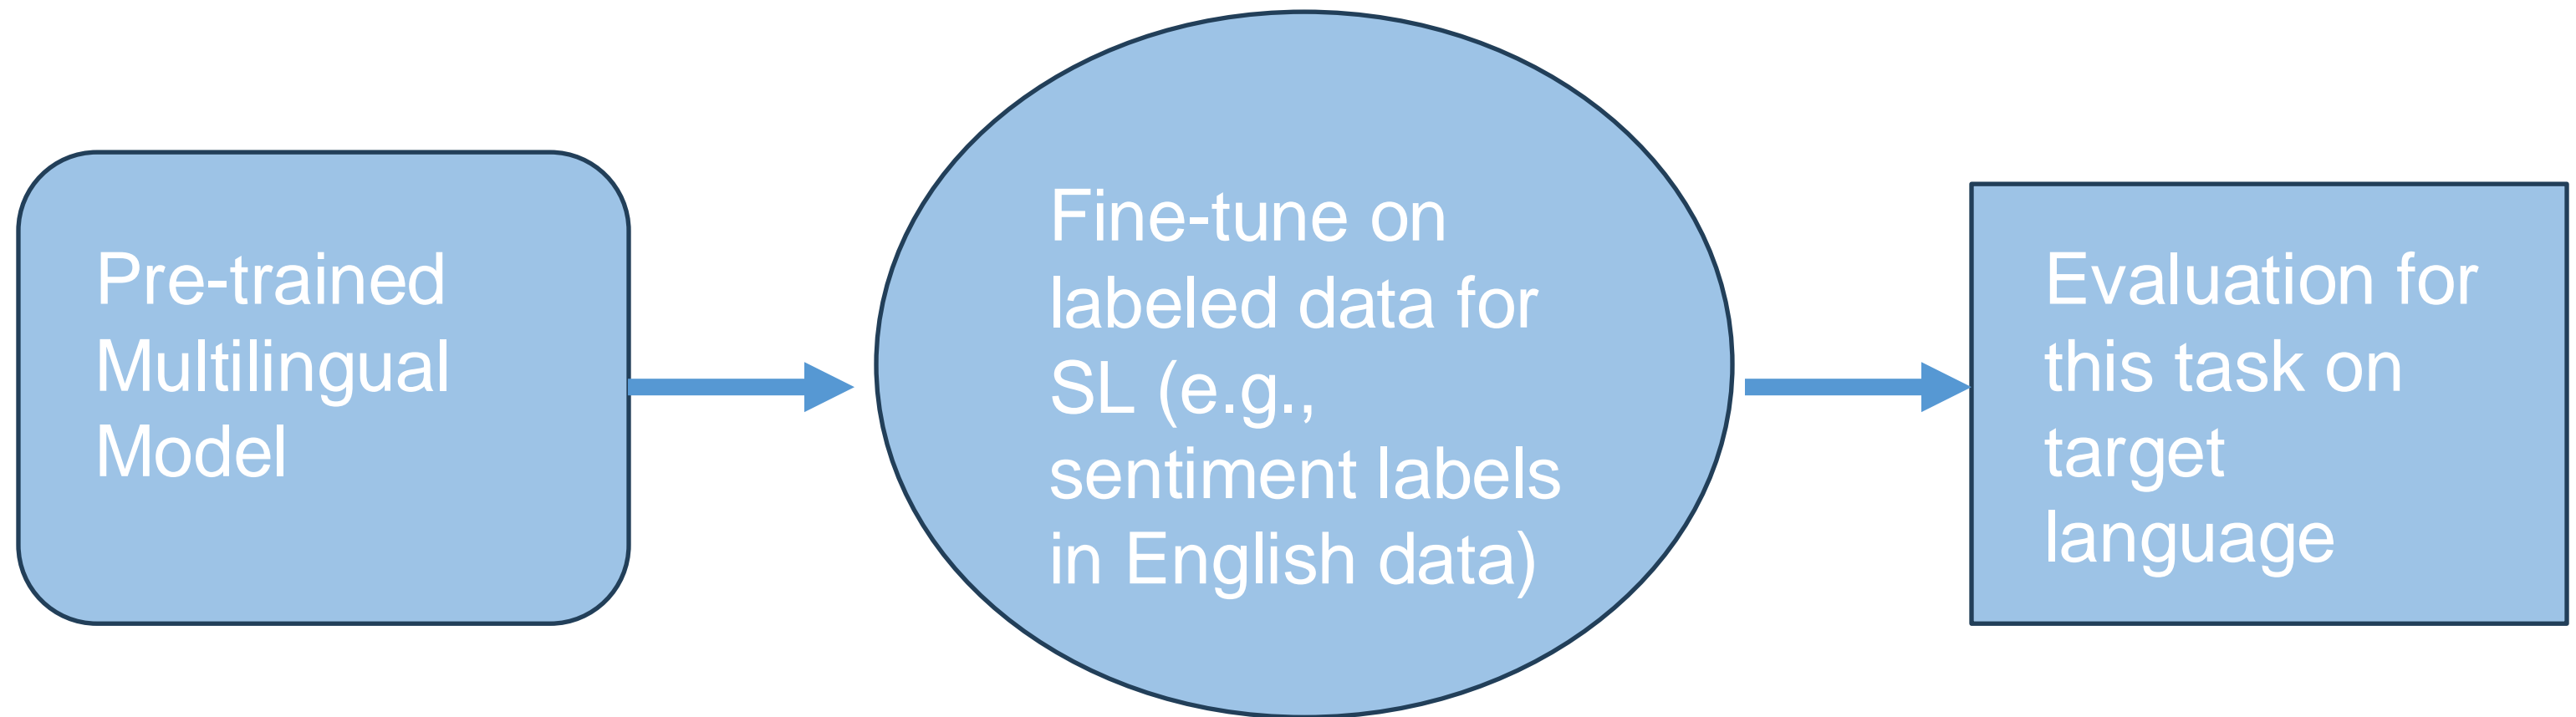 Pre-trained
Multilingual
Model
Fine-tune on
labeled data for
SL (e.g.,
sentiment labels
in English data)
Evaluation for
this task on
target
language